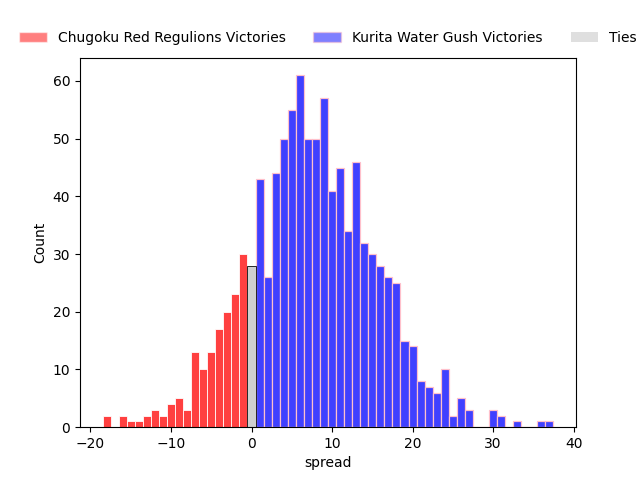 Chugoku Red Regulions Victories Kurita Water Gush Victories Ties
60
50
40
30
20
10
0
Count
−20 −10 0 10 20 30 40
spread